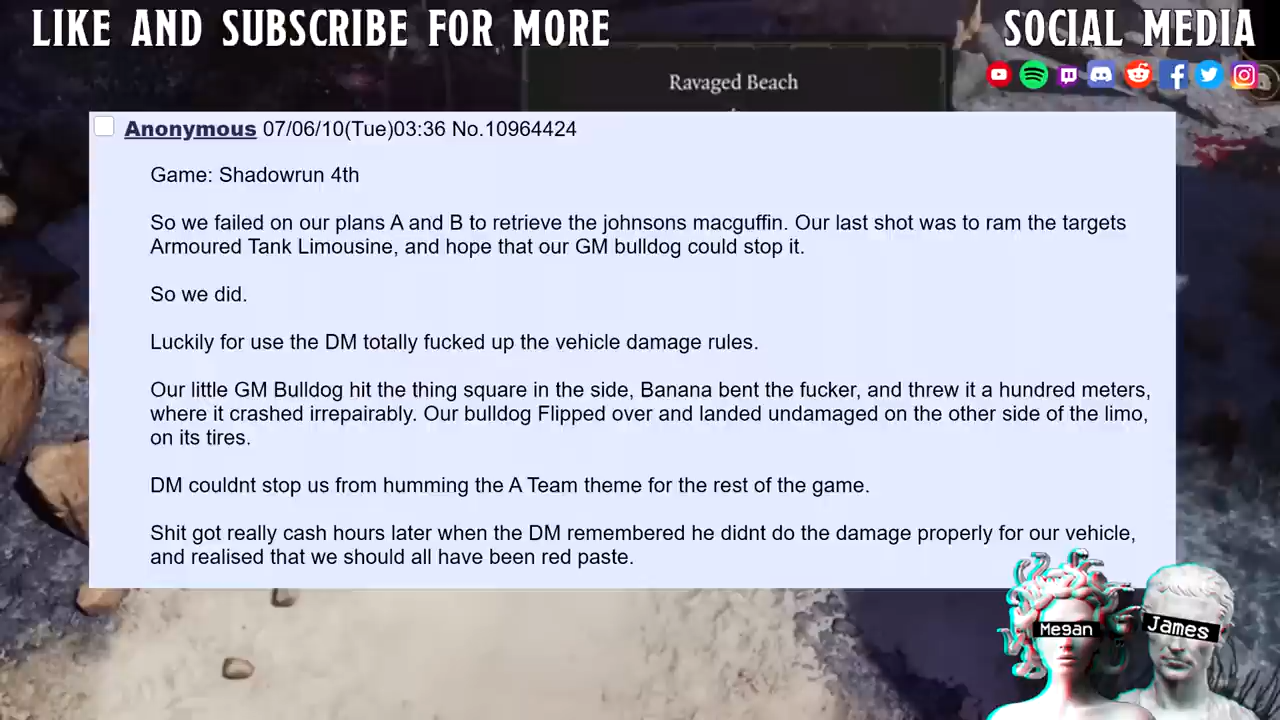 LIKE AND SUBSCRIBE FOR MORE
SOCIAL MEDIA
Ravaged Beach
Anonymous 07/06/10(Tue)03:36 No.10964424
Game: Shadowrun 4th
So we failed on our plans A and B to retrieve the johnsons macguffin. Our last shot was to ram the targets
Armoured Tank Limousine, and hope that our GM bulldog could stop it.
So we did.
Luckily for use the DM totally fucked up the vehicle damage rules.
Our little GM Bulldog hit the thing square in the side, Banana bent the fucker, and threw it a hundred meters,
where it crashed irrepairably. Our bulldog Flipped over and landed undamaged on the other side of the limo,
on its tires.
DM couldnt stop us from humming the A Team theme for the rest of the game.
Shit got really cash hours later when the DM remembered he didnt do the damage properly for our vehicle,
and realised that we should all have been red paste.
Megan
James